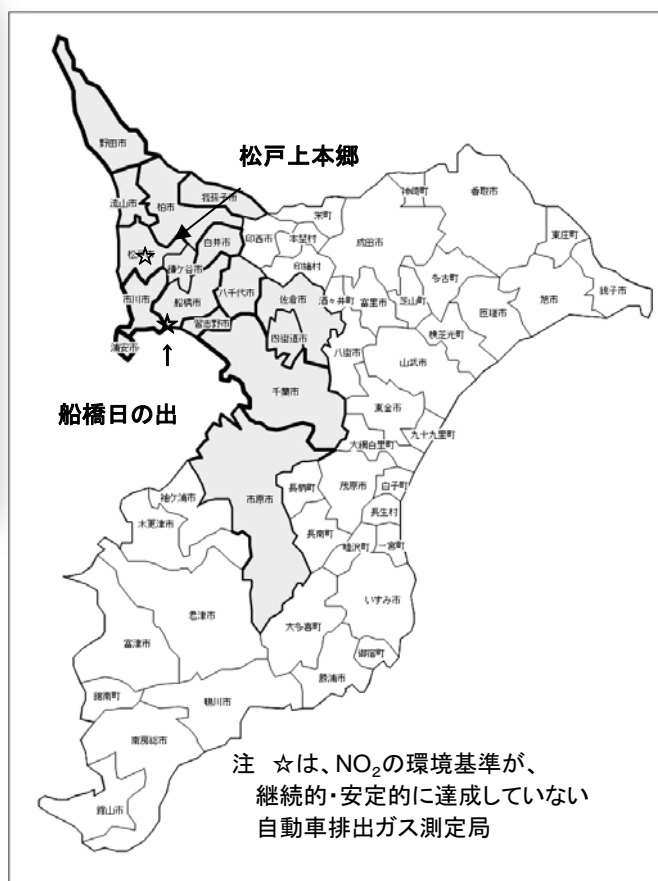 野田市
松戸上本郷
流山市
柏市
我孫子市
栄町
神崎町
香取市
東庄町
銚子市
松戸市
鎌ケ谷市
白井市
印西市
本埜村
印旛村
成田市
多古町
旭市
匝瑳市
市川市
船橋市
八千代市
佐倉市
酒々井町
富里市
芝山町
横芝光町
浦安市
習志野市
四街道市
八街市
山武市
↑
船橋日の出
千葉市
東金市
大網白里町
九十九里町
市原市
長柄町
茂原市
白子町
袖ケ浦市
木更津市
長南町
長生村
睦沢町
一宮町
君津市
いすみ市
大多喜町
富津市
御宿町
勝浦市
鋸南町
鴨川市
南房総市
館山市
注 ☆は、NO₂の環境基準が、
継続的・安定的に達成していない
自動車排出ガス測定局